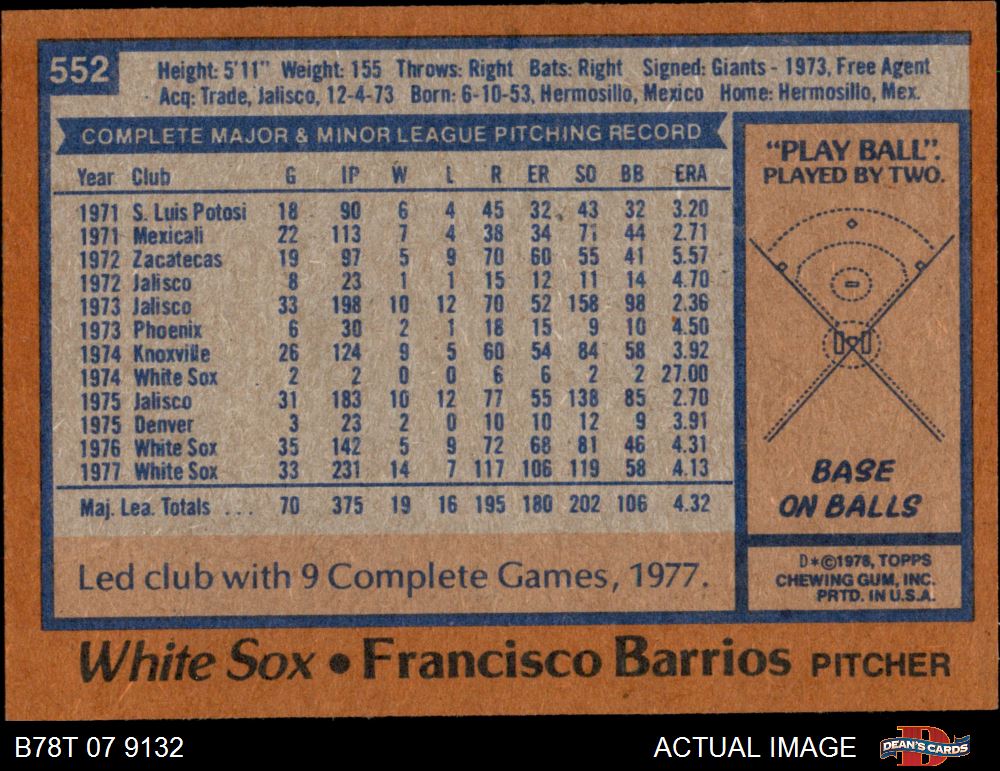 552
Height: 5'11" Weight: 155 Throws: Right Bats: Right Signed: Giants - 1973, Free Agent
Acq: Trade, Jalisco, 12-4-73 Born: 6-10-53, Hermosillo, Mexico Home: Hermosillo, Mex.
COMPLETE MAJOR & MINOR LEAGUE PITCHING RECORD
Year Club G IP W L R ER SO BB ERA
1971 S. Luis Potosi 18 90 6 4 45 32 43 32 3.20
1971 Mexicali 22 113 7 4 38 34 71 44 2.71
1972 Zacatecas 19 97 5 9 70 60 55 41 5.57
1972 Jalisco 8 23 1 1 15 12 11 14 4.70
1973 Jalisco 33 198 10 12 70 52 158 98 2.36
1973 Phoenix 6 30 2 1 18 15 9 10 4.50
1974 Knoxville 26 124 9 5 60 54 84 58 3.92
1974 White Sox 2 2 0 0 6 6 2 2 27.00
1975 Jalisco 31 183 10 12 77 55 138 85 2.70
1975 Denver 3 23 2 0 10 10 12 9 3.91
1976 White Sox 35 142 5 9 72 68 81 46 4.31
1977 White Sox 33 231 14 7 117 106 119 58 4.13
Maj. Lea. Totals ... 70 375 19 16 195 180 202 106 4.32
Led club with 9 Complete Games, 1977.
"PLAY BALL".
PLAYED BY TWO.
BASE
ON BALLS
D*©1978, TOPPS
CHEWING GUM, INC.
PRTD. IN U.S.A.
White Sox • Francisco Barrios PITCHER
B78T 07 9132
ACTUAL IMAGE
DEAN'S CARDS